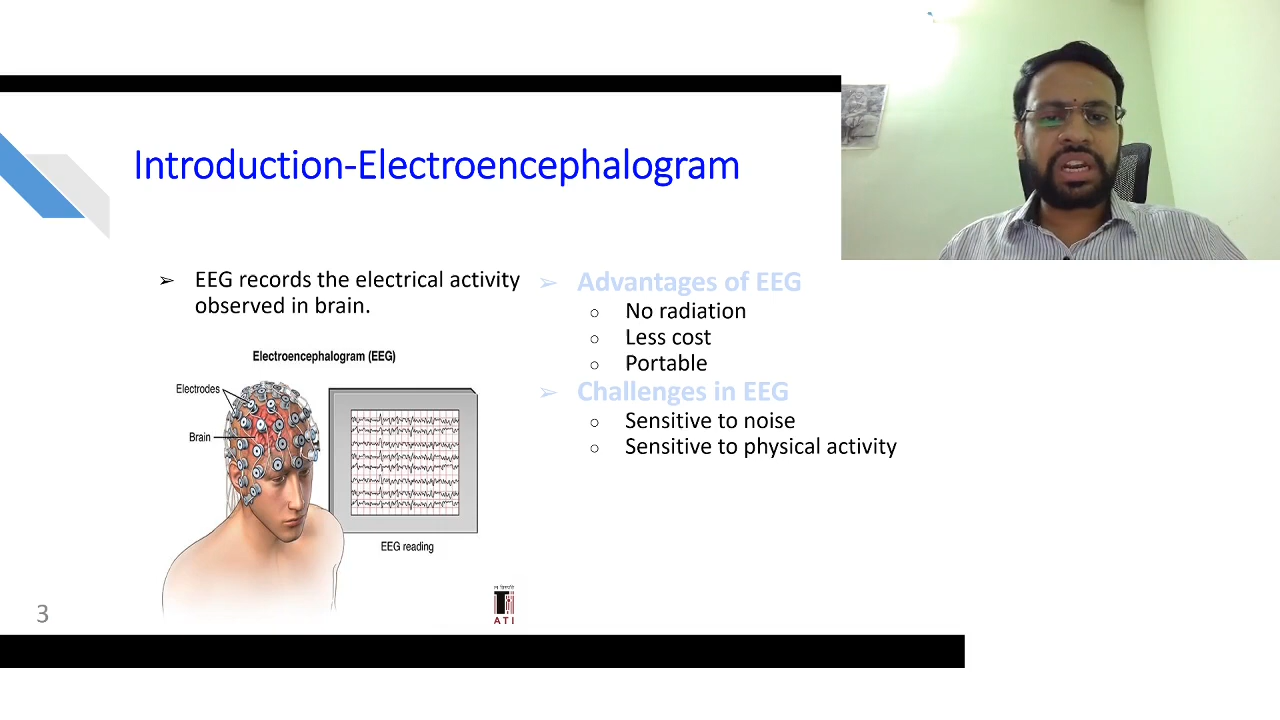 Introduction-Electroencephalogram
➢ EEG records the electrical activity
observed in brain.
Electroencephalogram (EEG)
Electrodes
Brain
EEG reading
➢ Advantages of EEG
○ No radiation
○ Less cost
○ Portable
➢ Challenges in EEG
○ Sensitive to noise
○ Sensitive to physical activity
ATI
3